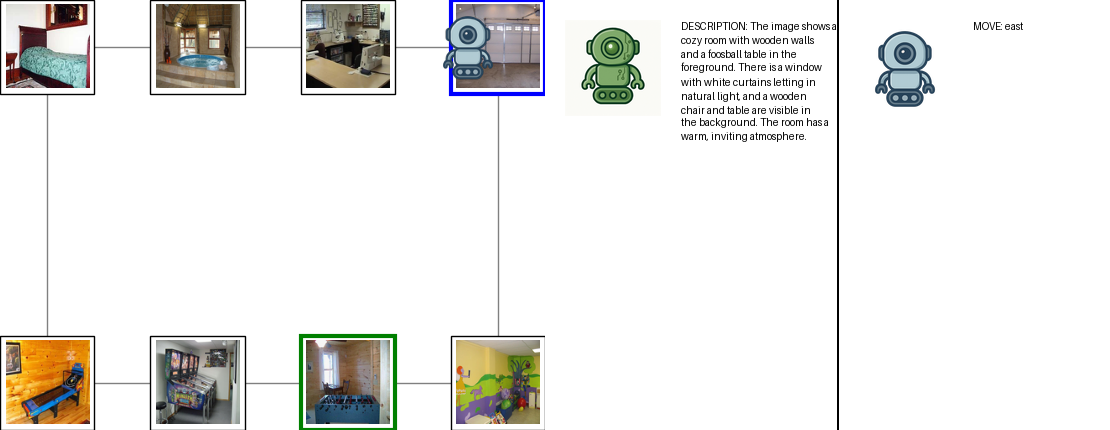 DESCRIPTION: The image shows a
cozy room with wooden walls
and a foosball table in the
foreground. There is a window
with white curtains letting in
natural light, and a wooden
chair and table are visible in
the background. The room has a
warm, inviting atmosphere.
MOVE: east